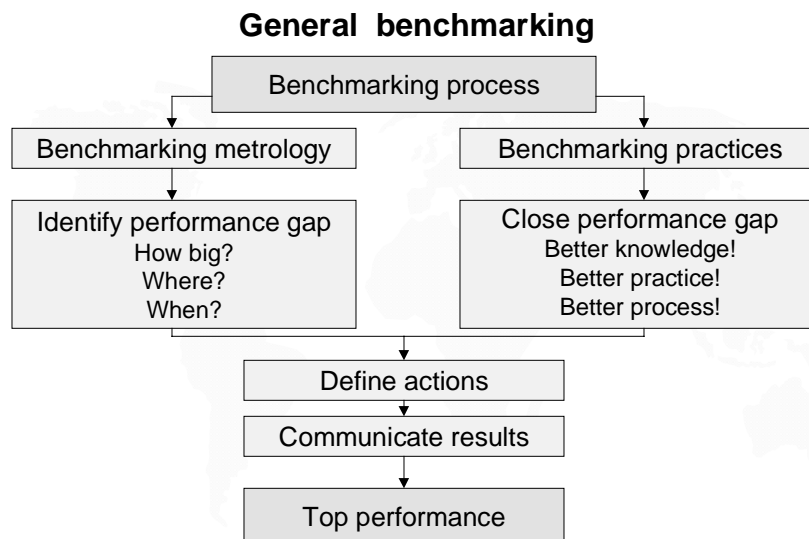 General benchmarking
Benchmarking process
Benchmarking metrology
Benchmarking practices
Identify performance gap
How big?
Where?
When?
Close performance gap
Better knowledge!
Better practice!
Better process!
Define actions
Communicate results
Top performance